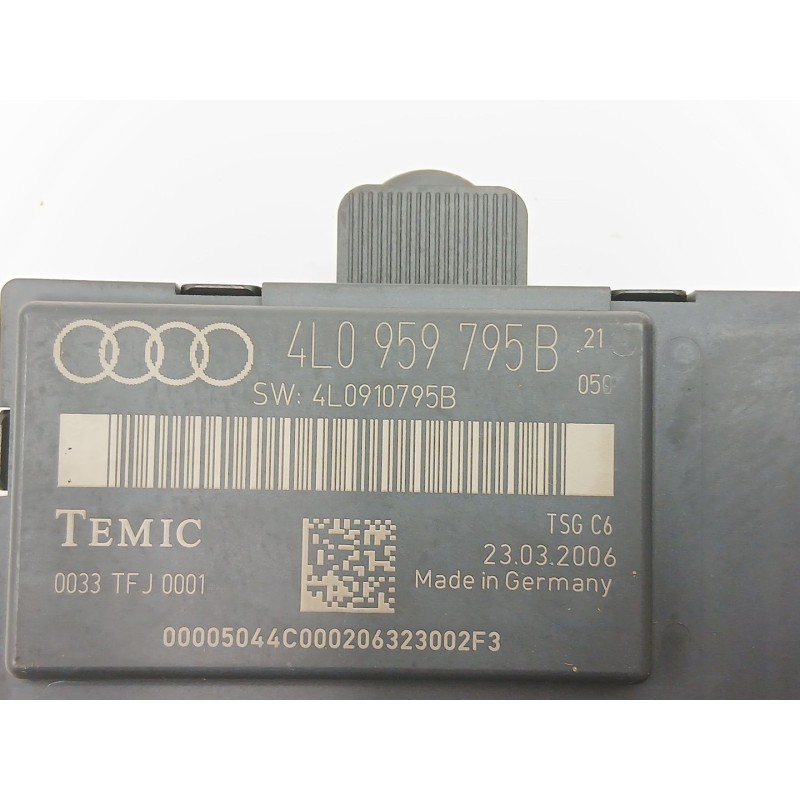 4L0 959 795 B 21
SW: 4L0910795B
TEMIC
TSG C6
23.03.2006
0033 TFJ 0001
Made in Germany
00005044C000206323002F3